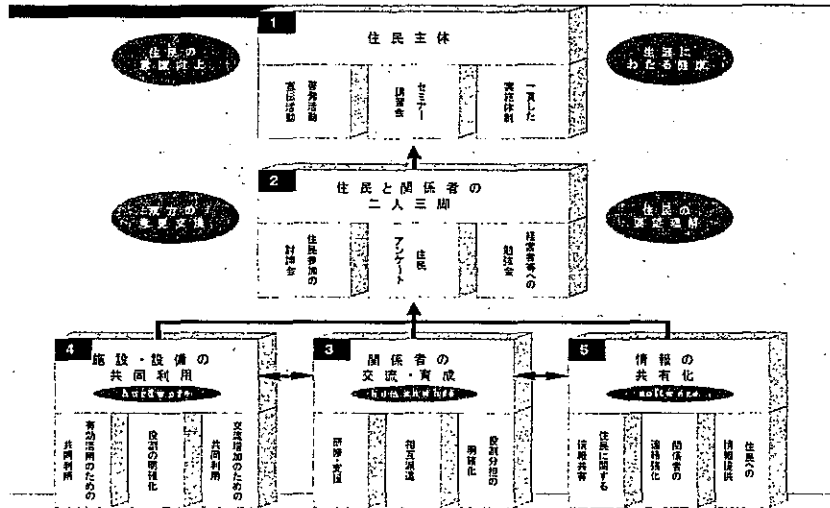 1
住民主体
住民の
意識向上
生涯に
わたる健康
啓発活動
宣伝活動
セミナー
講習会
一貫した
実施体制
2
住民と関係者の
二人三脚
双方の
意見交換
住民の
要望理解
住民参加の
討論会
住民
アンケート
経営者等への
勉強会
4
施設・設備の
共同利用
hardware
有効活用のための
共同利用
役割の明確化
交流増加のための
共同利用
3
関係者の
交流・育成
研修・実習
相互派遣
役割分担の
明確化
5
情報の
共有化
software
住民に関する
情報共有
関係者の
連絡強化
住民への
情報提供